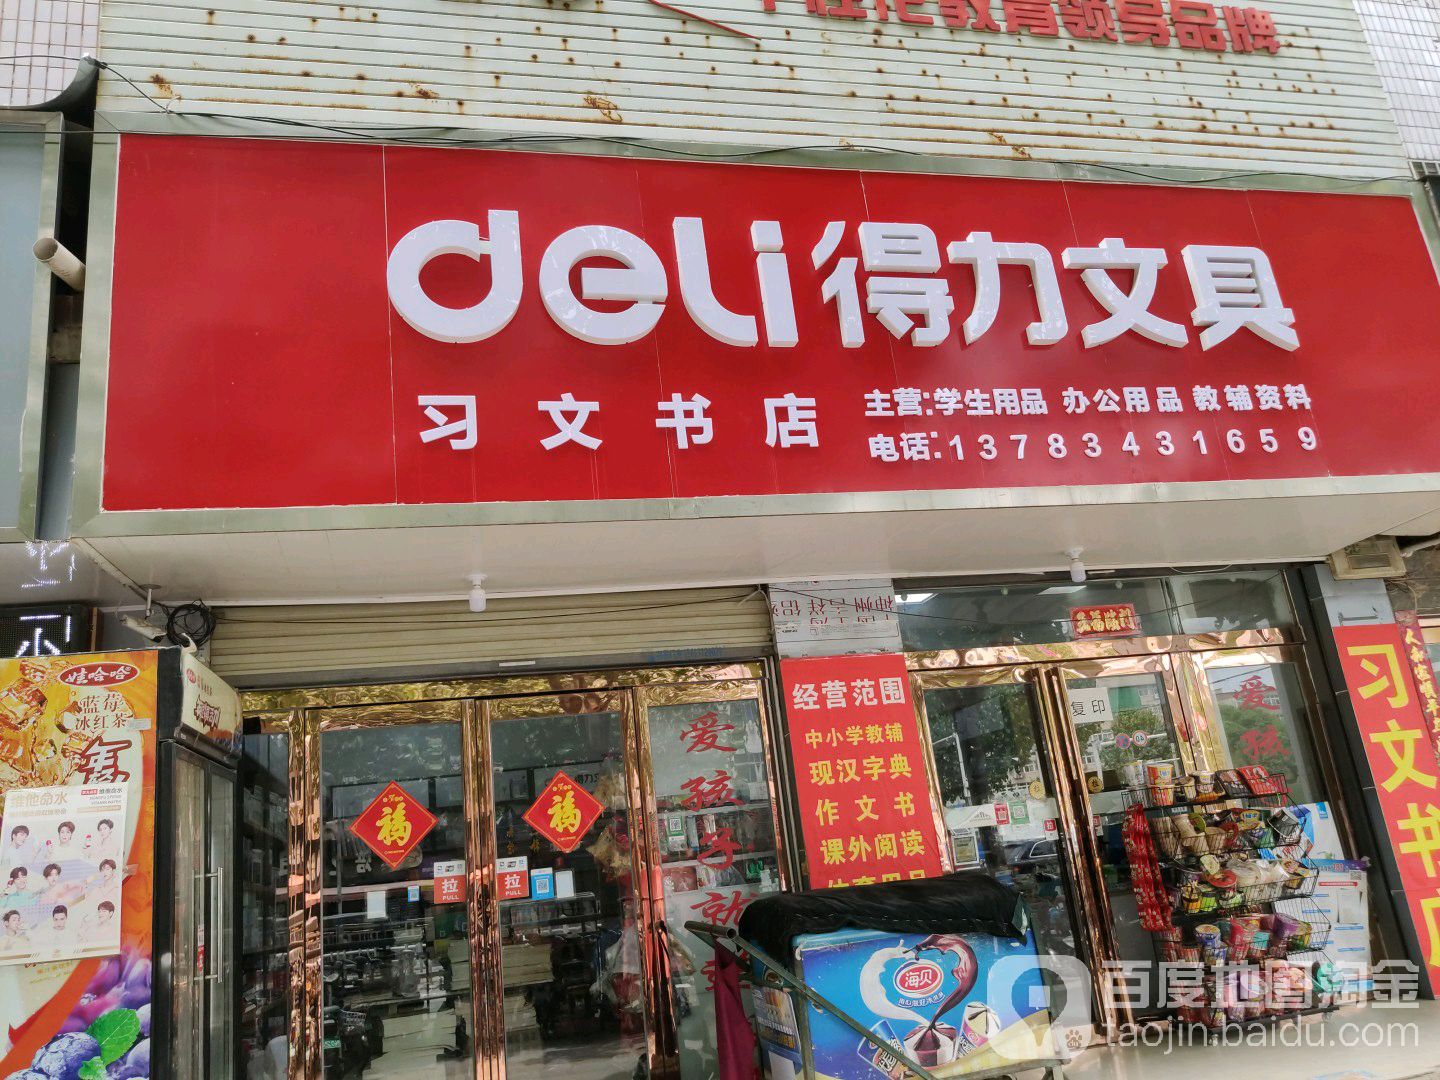 教育领导品牌
deli得力文具
习文书店
主营:学生用品 办公用品 教辅资料
电话:13783431659
娃哈哈
蓝莓
冰红茶
维他命水
福
福
拉
PULL
拉
PULL
爱孩子
经营范围
中小学教辅
现汉字典
作文书
课外阅读
体育用品
复印
爱孩
习文书店
海贝
百度地图淘金
taojin.baidu.com